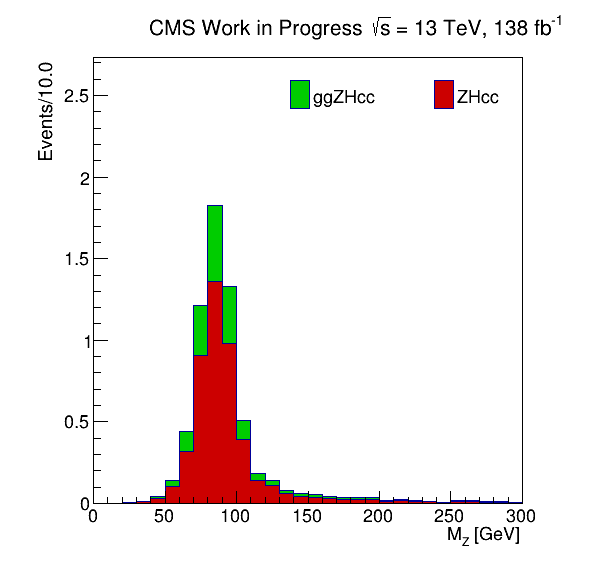 CMS Work in Progress √s = 13 TeV, 138 fb⁻¹
Events/10.0
ggZHcc
ZHcc
2.5
2
1.5
1
0.5
0
0 50 100 150 200 250 300
M_Z [GeV]